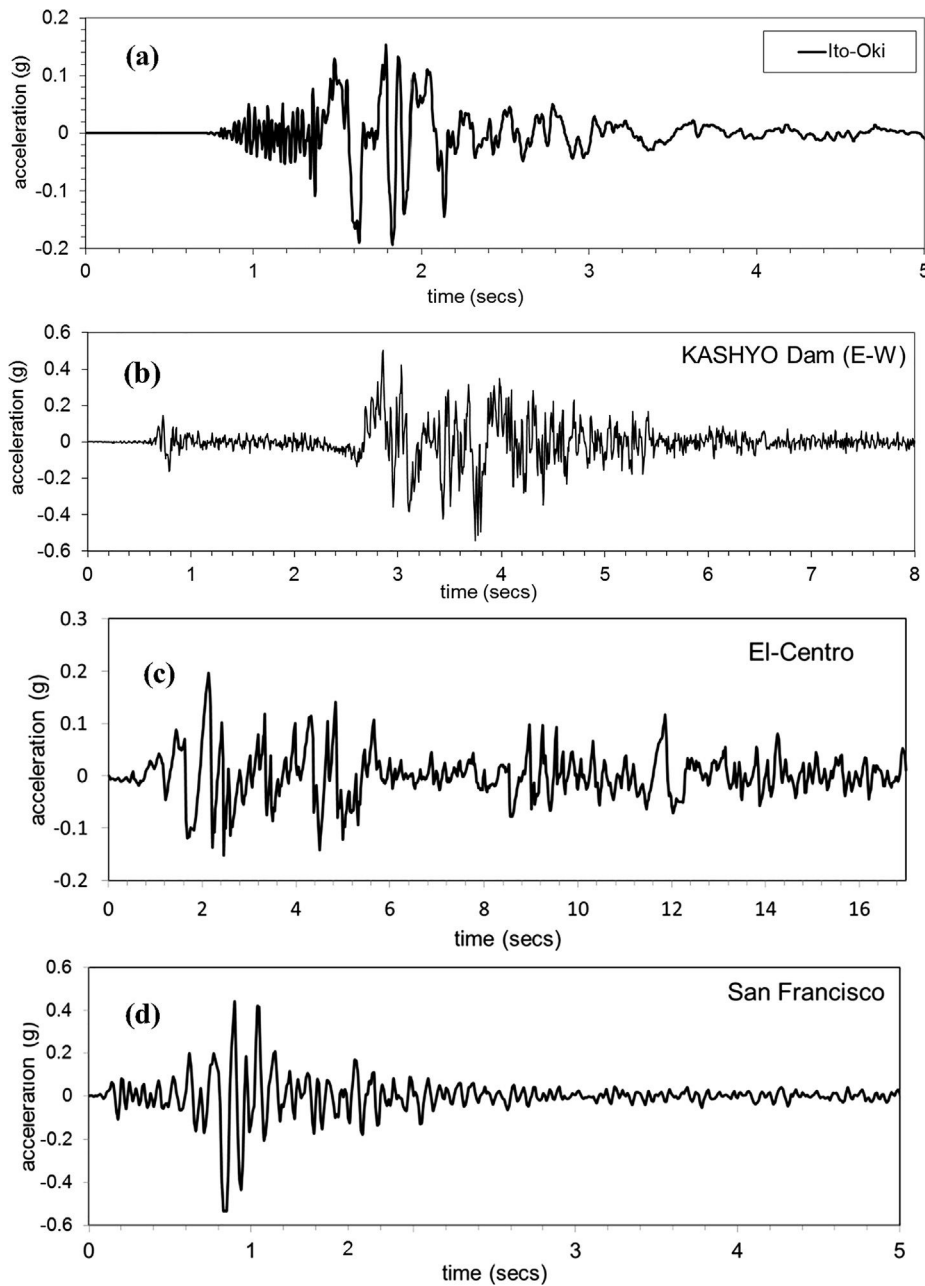 0.2
(a)
Ito-Oki
0.1
acceleration (g)
0
-0.1
-0.2
0 1 2 3 4 5
time (secs)
0.6
KASHYO Dam (E-W)
0.4
(b)
0.2
acceleration (g)
0
-0.2
-0.4
-0.6
0 1 2 3 4 5 6 7 8
time (secs)
0.3
El-Centro
(c)
0.2
acceleration (g)
0.1
0
-0.1
-0.2
0 2 4 6 8 10 12 14 16
time (secs)
0.6
San Francisco
(d)
0.4
acceleration (g)
0.2
0
-0.2
-0.4
-0.6
0 1 2 3 4 5
time (secs)